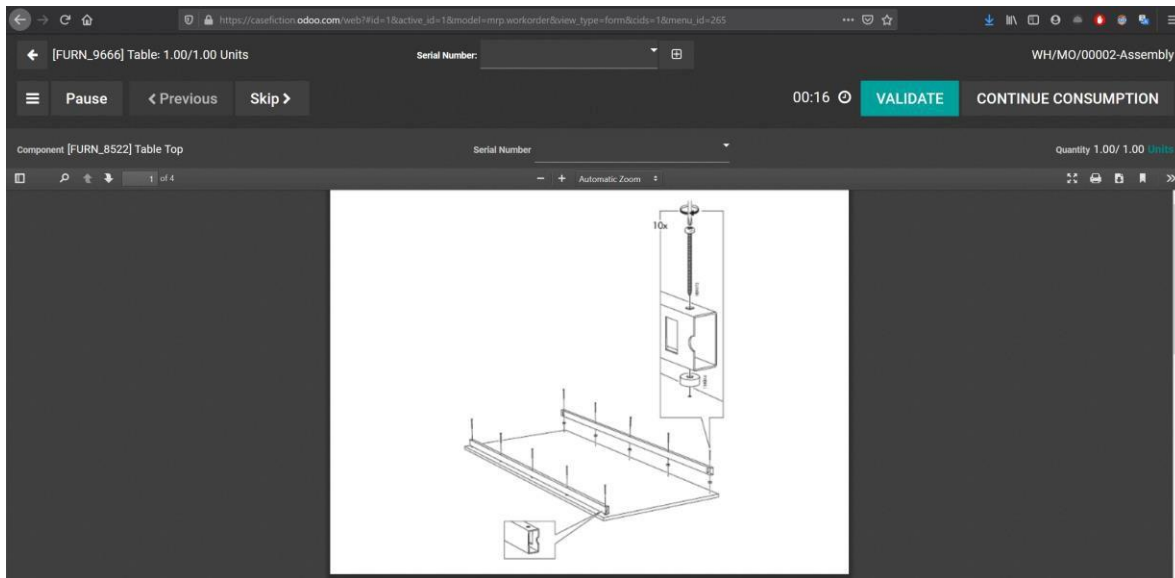 https://casefiction.odoo.com/web?#id=1&active_id=1&model=mrp.workorder&view_type=form&cids=1&menu_id=265
[FURN_9666] Table: 1.00/1.00 Units Serial Number: WH/MO/00002-Assembly
Pause Previous Skip 00:16 VALIDATE CONTINUE CONSUMPTION
Component [FURN_8522] Table Top Serial Number Quantity 1.00/ 1.00 Units
1 of 4 Automatic Zoom
10x